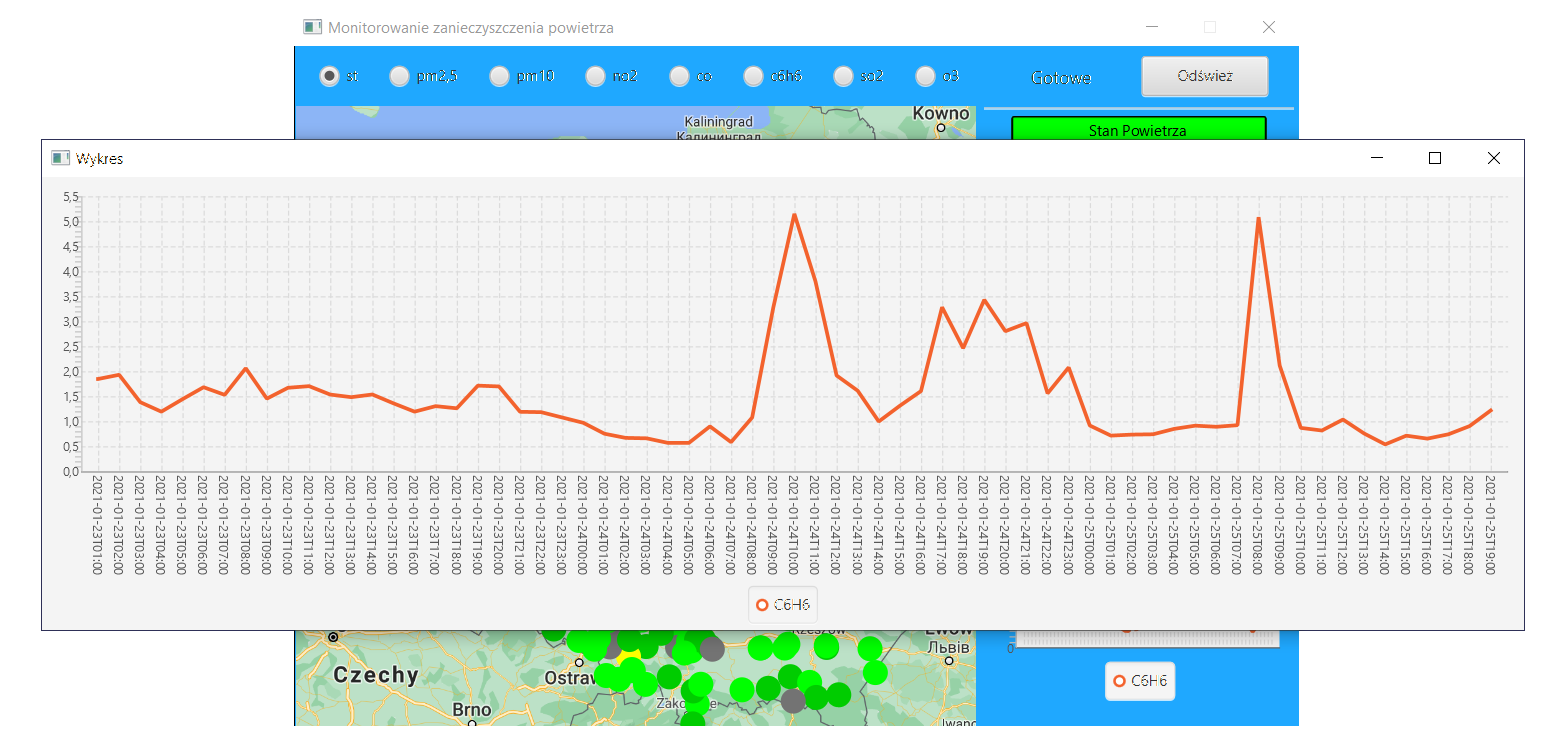 Monitorowanie zanieczyszczenia powietrza
st pm2,5 pm10 no2 co c6h6 so2 o3 Gotowe Odśwież
Kaliningrad
Калининград
Kowno
Stan Powietrza
Wykres
5,5
5,0
4,5
4,0
3,5
3,0
2,5
2,0
1,5
1,0
0,5
0,0
2021-01-23T01:00
2021-01-23T02:00
2021-01-23T03:00
2021-01-23T04:00
2021-01-23T05:00
2021-01-23T06:00
2021-01-23T07:00
2021-01-23T08:00
2021-01-23T09:00
2021-01-23T10:00
2021-01-23T11:00
2021-01-23T12:00
2021-01-23T13:00
2021-01-23T14:00
2021-01-23T15:00
2021-01-23T16:00
2021-01-23T17:00
2021-01-23T18:00
2021-01-23T19:00
2021-01-23T20:00
2021-01-23T21:00
2021-01-23T22:00
2021-01-23T23:00
2021-01-24T00:00
2021-01-24T01:00
2021-01-24T02:00
2021-01-24T03:00
2021-01-24T04:00
2021-01-24T05:00
2021-01-24T06:00
2021-01-24T07:00
2021-01-24T08:00
2021-01-24T09:00
2021-01-24T10:00
2021-01-24T11:00
2021-01-24T12:00
2021-01-24T13:00
2021-01-24T14:00
2021-01-24T15:00
2021-01-24T16:00
2021-01-24T17:00
2021-01-24T18:00
2021-01-24T19:00
2021-01-24T20:00
2021-01-24T21:00
2021-01-24T22:00
2021-01-24T23:00
2021-01-25T00:00
2021-01-25T01:00
2021-01-25T02:00
2021-01-25T03:00
2021-01-25T04:00
2021-01-25T05:00
2021-01-25T06:00
2021-01-25T07:00
2021-01-25T08:00
2021-01-25T09:00
2021-01-25T10:00
2021-01-25T11:00
2021-01-25T12:00
2021-01-25T13:00
2021-01-25T14:00
2021-01-25T15:00
2021-01-25T16:00
2021-01-25T17:00
2021-01-25T18:00
2021-01-25T19:00
C6H6
Rzeszów
Lwów
Львів
0
Czechy
Ostraw
C6H6
Brno
Iwano